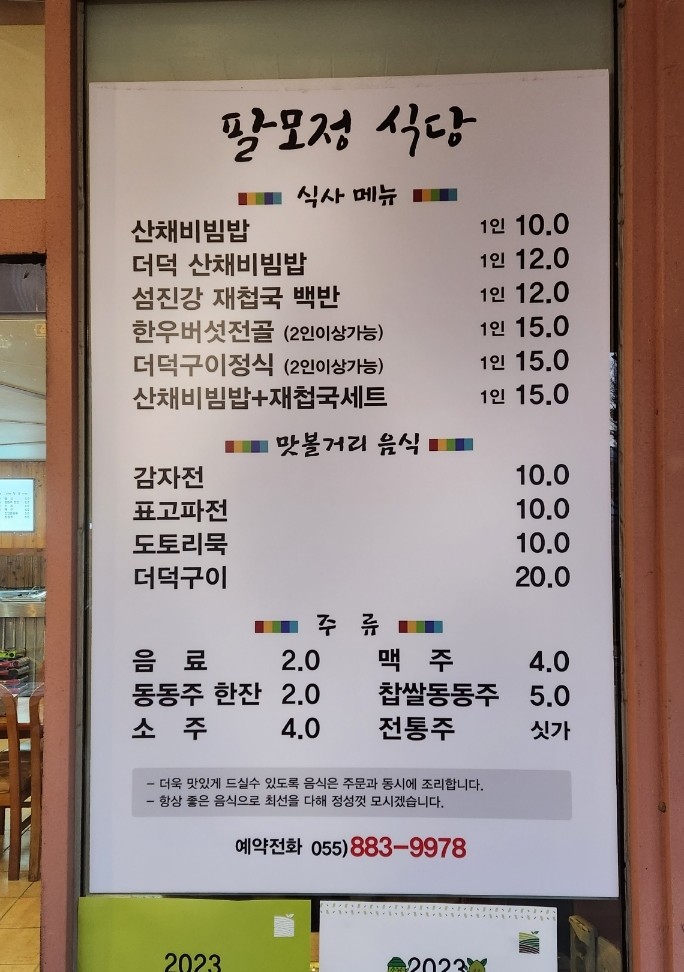 팔모정 식당
식사 메뉴
산채비빔밥 1인 10.0
더덕 산채비빔밥 1인 12.0
섬진강 재첩국 백반 1인 12.0
한우버섯전골 (2인이상가능) 1인 15.0
더덕구이정식 (2인이상가능) 1인 15.0
산채비빔밥+재첩국세트 1인 15.0
맛볼거리 음식
감자전 10.0
표고파전 10.0
도토리묵 10.0
더덕구이 20.0
주 류
음 료 2.0 맥 주 4.0
동동주 한잔 2.0 찹쌀동동주 5.0
소 주 4.0 전통주 싯가
- 더욱 맛있게 드실수 있도록 음식은 주문과 동시에 조리합니다.
- 항상 좋은 음식으로 최선을 다해 정성껏 모시겠습니다.
예약전화 055)883-9978
2023 2023